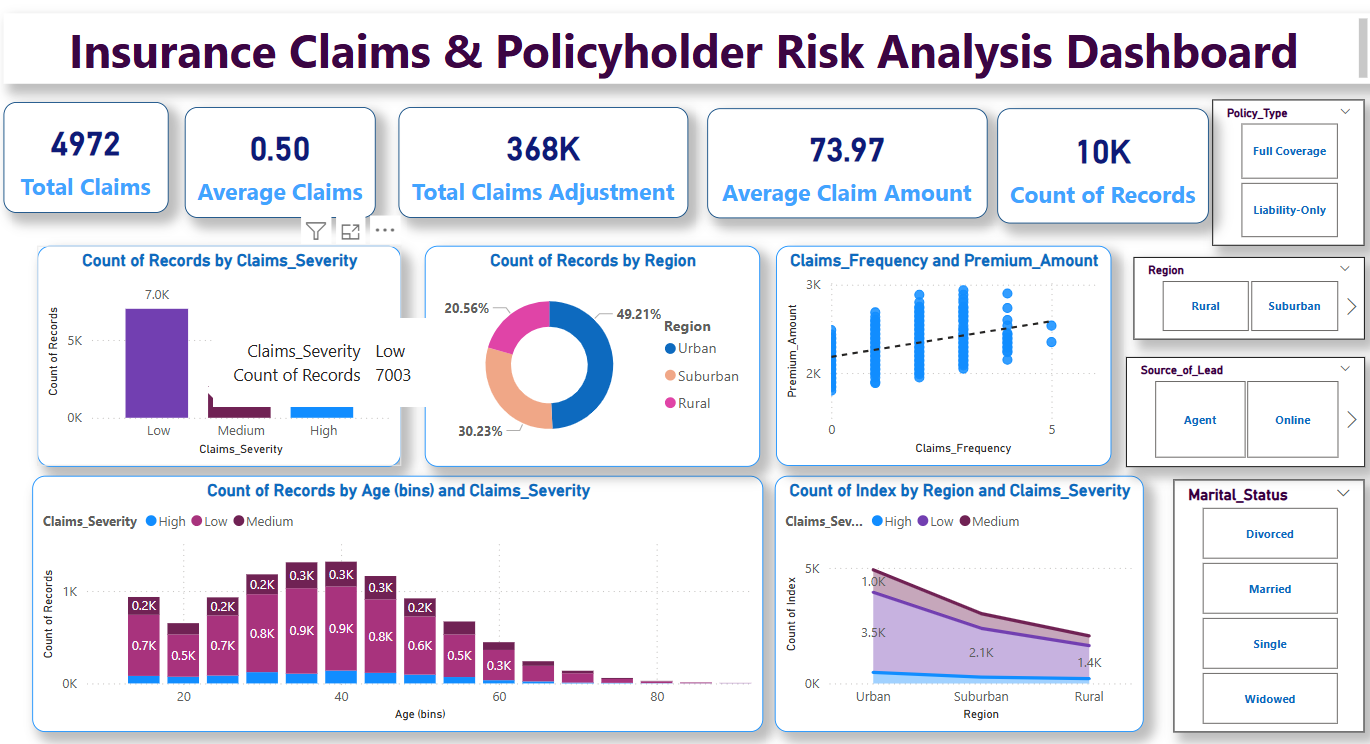 Insurance Claims & Policyholder Risk Analysis Dashboard
4972
Total Claims
0.50
Average Claims
368K
Total Claims Adjustment
73.97
Average Claim Amount
10K
Count of Records
Policy_Type
Full Coverage
Liability-Only
Count of Records by Claims_Severity
Count of Records
7.0K
5K
0K
Claims_Severity Low
Count of Records 7003
Low Medium High
Claims_Severity
Count of Records by Region
20.56%
49.21%
30.23%
Region
Urban
Suburban
Rural
Claims_Frequency and Premium_Amount
Premium_Amount
3K
2K
0 5
Claims_Frequency
Region
Rural Suburban
Source_of_Lead
Agent Online
Count of Records by Age (bins) and Claims_Severity
Claims_Severity High Low Medium
Count of Records
1K
0K
0.2K 0.2K 0.2K 0.3K 0.3K 0.3K 0.2K
0.7K 0.5K 0.7K 0.8K 0.9K 0.9K 0.8K 0.6K 0.5K 0.3K
20 40 60 80
Age (bins)
Count of Index by Region and Claims_Severity
Claims_Sev... High Low Medium
Count of Index
5K
0K
1.0K
3.5K
2.1K
1.4K
Urban Suburban Rural
Region
Marital_Status
Divorced
Married
Single
Widowed